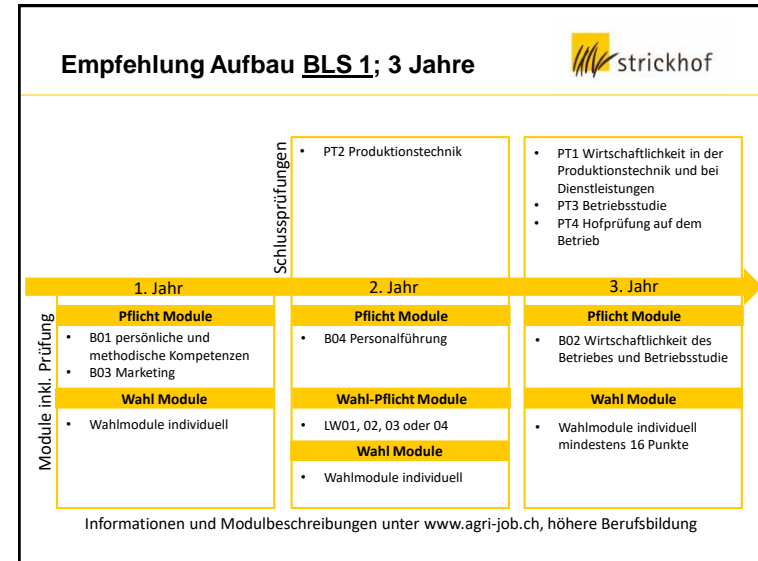 Empfehlung Aufbau BLS 1; 3 Jahre
strickhof
Schlussprüfungen
• PT2 Produktionstechnik
• PT1 Wirtschaftlichkeit in der
Produktionstechnik und bei
Dienstleistungen
• PT3 Betriebsstudie
• PT4 Hofprüfung auf dem
Betrieb
1. Jahr
2. Jahr
3. Jahr
Module inkl. Prüfung
Pflicht Module
• B01 persönliche und
methodische Kompetenzen
• B03 Marketing
Wahl Module
• Wahlmodule individuell
Pflicht Module
• B04 Personalführung
Wahl-Pflicht Module
• LW01, 02, 03 oder 04
Wahl Module
• Wahlmodule individuell
Pflicht Module
• B02 Wirtschaftlichkeit des
Betriebes und Betriebsstudie
Wahl Module
• Wahlmodule individuell
mindestens 16 Punkte
Informationen und Modulbeschreibungen unter www.agri-job.ch, höhere Berufsbildung